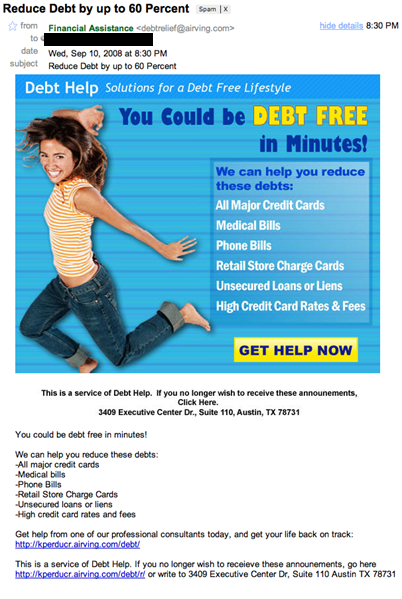 Reduce Debt by up to 60 Percent Spam | X
from Financial Assistance <debtrelief@airving.com> hide details 8:30 PM
to
date Wed, Sep 10, 2008 at 8:30 PM
subject Reduce Debt by up to 60 Percent
Debt Help Solutions for a Debt Free Lifestyle
You Could be DEBT FREE
in Minutes!
We can help you reduce
these debts:
All Major Credit Cards
Medical Bills
Phone Bills
Retail Store Charge Cards
Unsecured Loans or Liens
High Credit Card Rates & Fees
GET HELP NOW
This is a service of Debt Help. If you no longer wish to receive these announements,
Click Here.
3409 Executive Center Dr., Suite 110, Austin, TX 78731
You could be debt free in minutes!
We can help you reduce these debts:
-All major credit cards
-Medical bills
-Phone Bills
-Retail Store Charge Cards
-Unsecured loans or liens
-High credit card rates and fees
Get help from one of our professional consultants today, and get your life back on track:
http://kperducr.airving.com/debt/
This is a service of Debt Help. If you no longer wish to receieve these announements, go here
http://kperducr.airving.com/debt/r/ or write to 3409 Executive Center Dr, Suite 110 Austin TX 78731